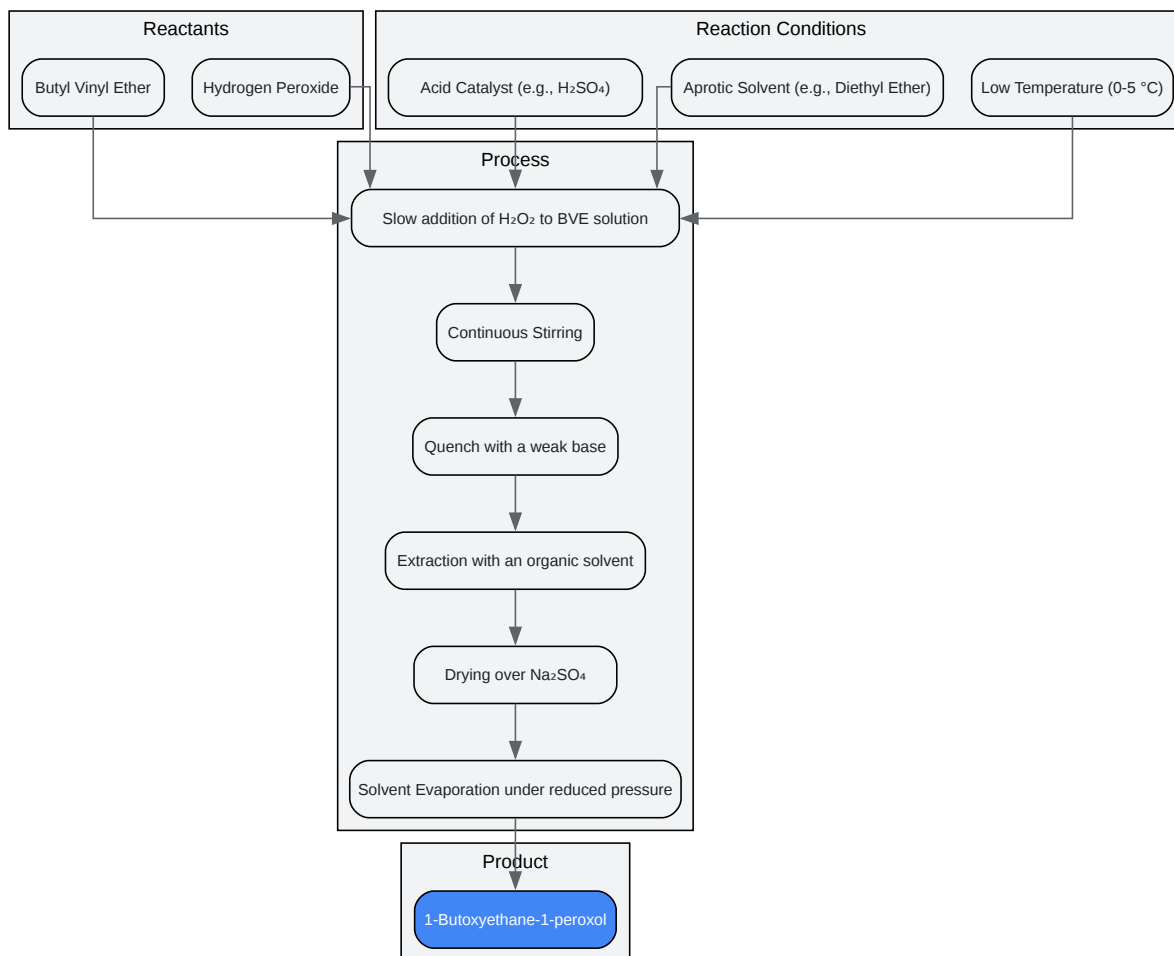 Reactants
Reaction Conditions
Butyl Vinyl Ether
Hydrogen Peroxide
Acid Catalyst (e.g., H₂SO₄)
Aprotic Solvent (e.g., Diethyl Ether)
Low Temperature (0-5 °C)
Process
Slow addition of H₂O₂ to BVE solution
Continuous Stirring
Quench with a weak base
Extraction with an organic solvent
Drying over Na₂SO₄
Solvent Evaporation under reduced pressure
Product
1-Butoxyethane-1-peroxol